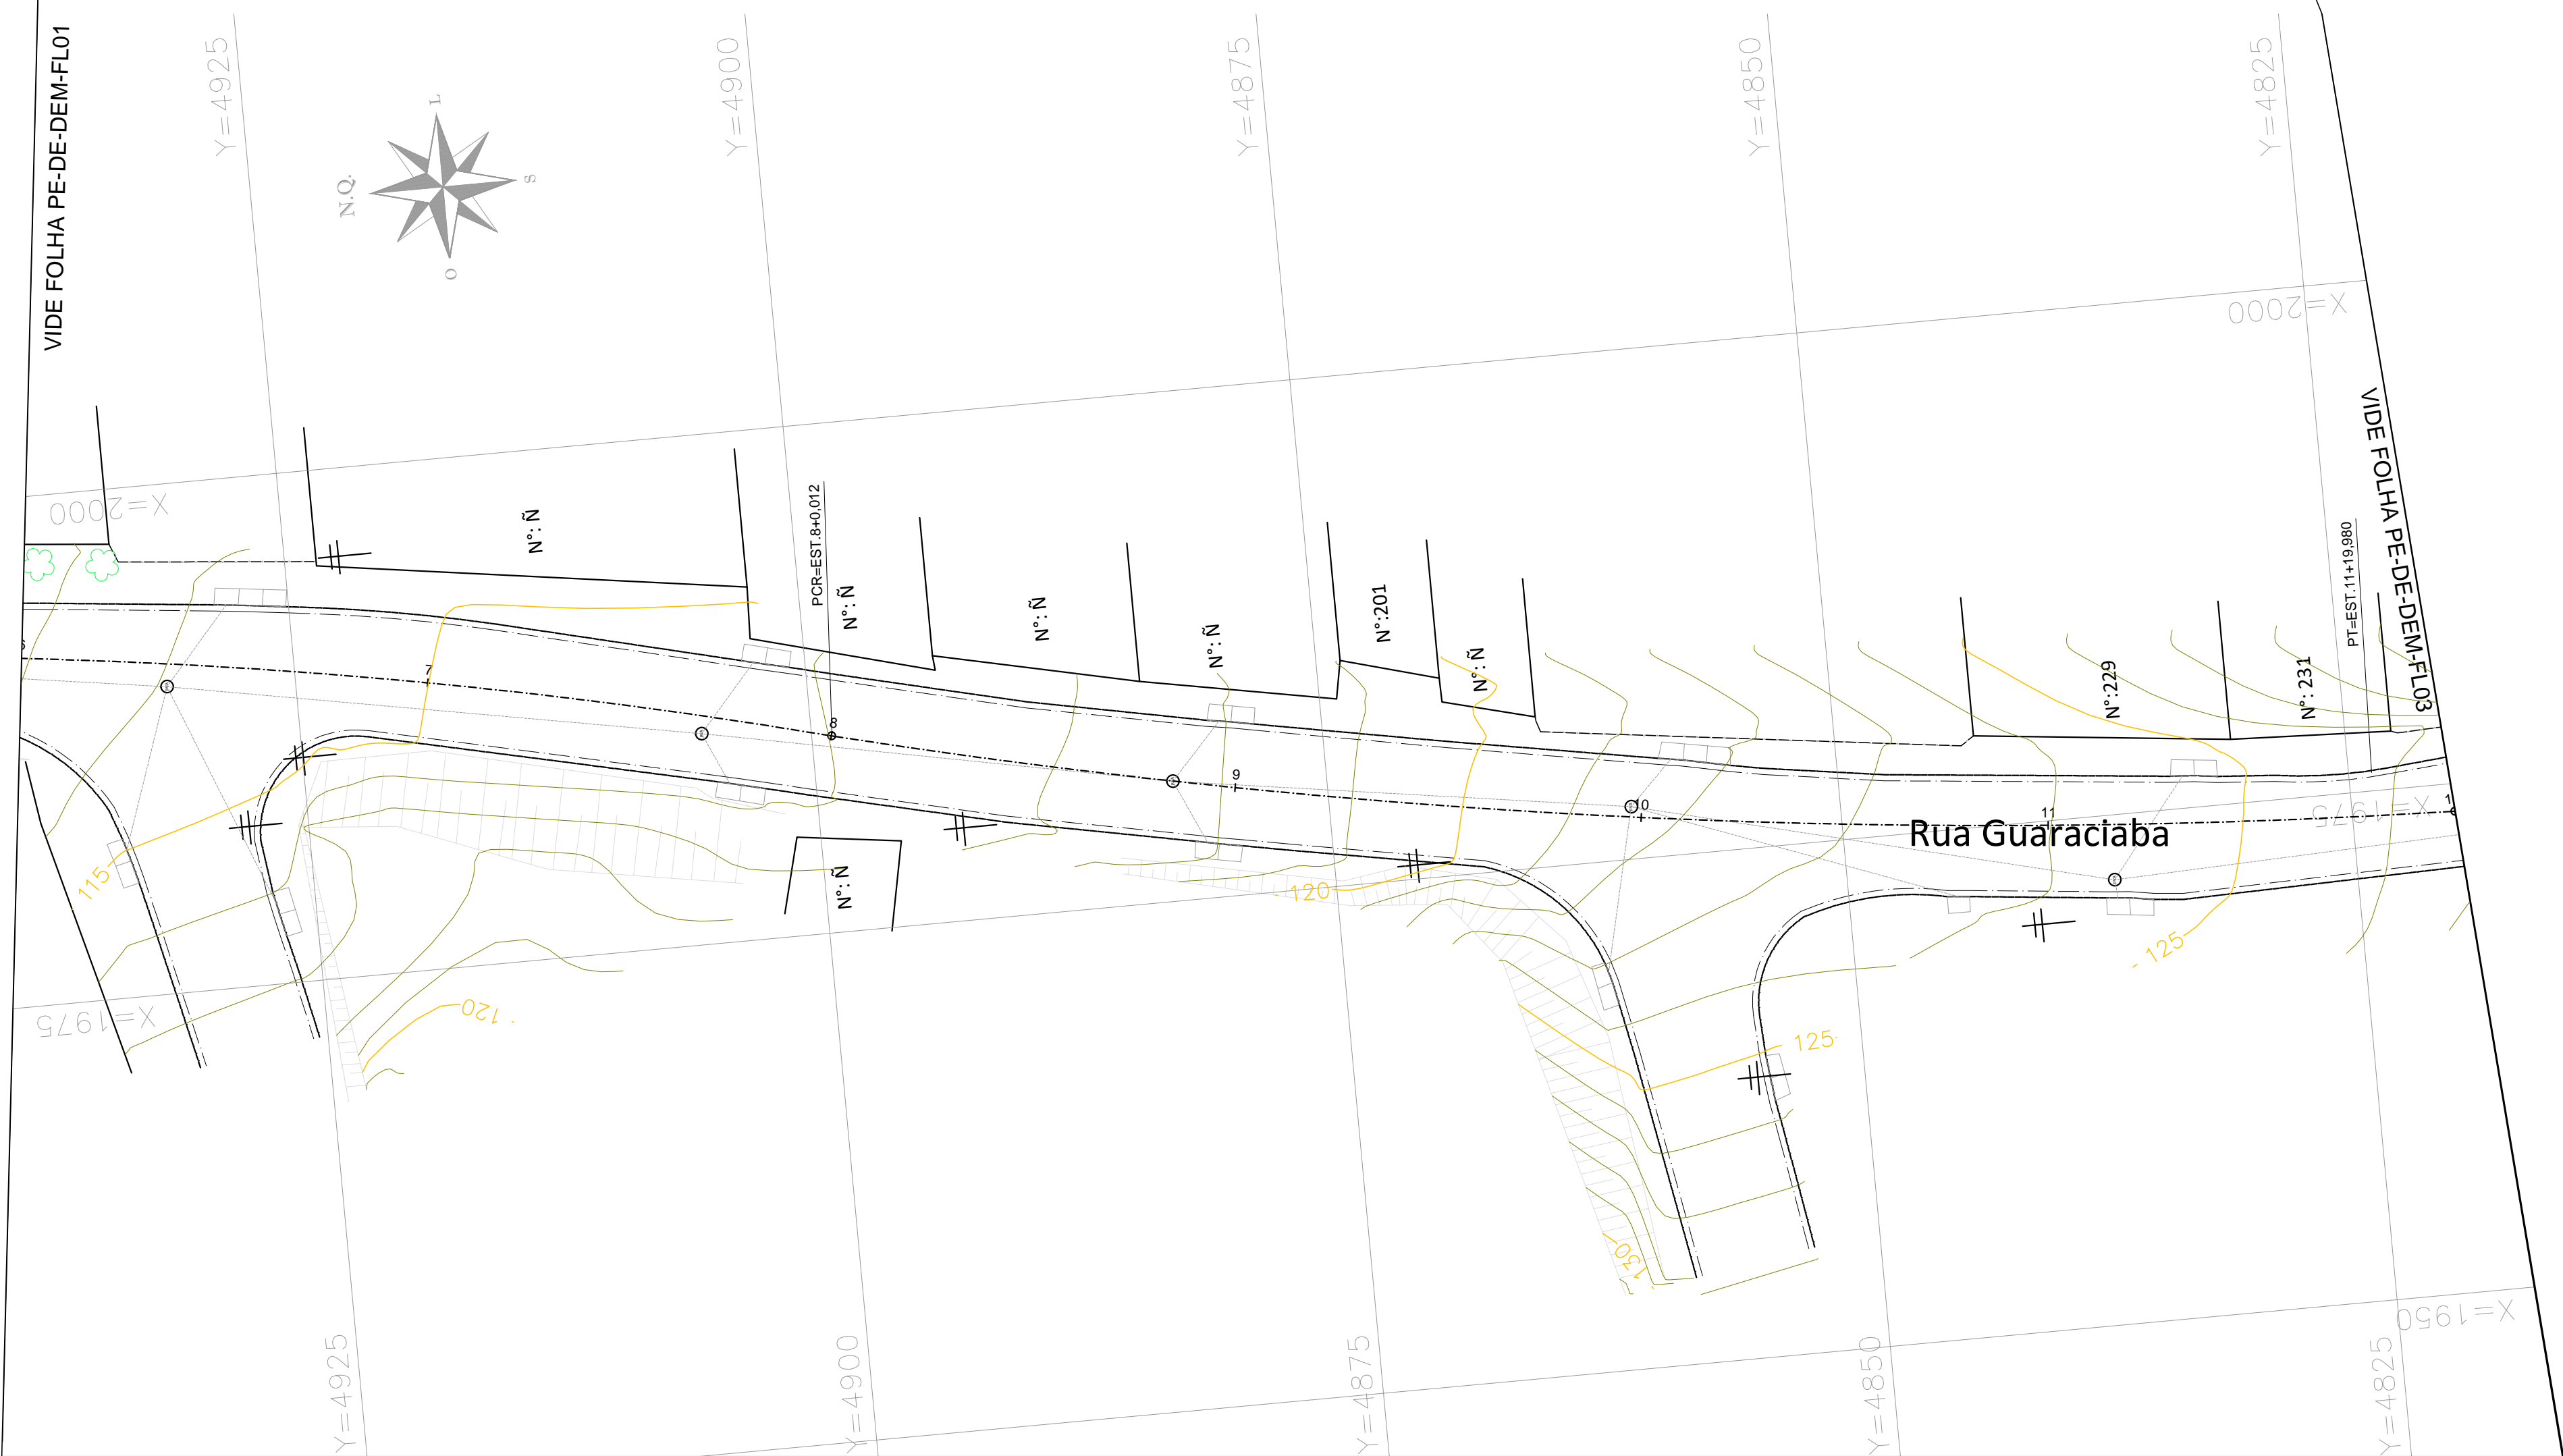 VIDE FOLHA PE-DE-DEM-FL01
Y=4925
Y=4900
Y=4875
Y=4850
Y=4825
L
N.Q.
S
O
X=2000
X=2000
VIDE FOLHA PE-DE-DEM-FL03
PCR=EST.8+0,012
PT=EST.11+19,980
N°: Ñ
N°: Ñ
N°: Ñ
N°: Ñ
N°:201
N°: Ñ
N°:229
N°: 231
6
7
8
9
10
11
1
Rua Guaraciaba
X=1975
N°: Ñ
115
120
125
120
X=1975
125
130
X=1950
Y=4925
Y=4900
Y=4875
Y=4850
Y=4825